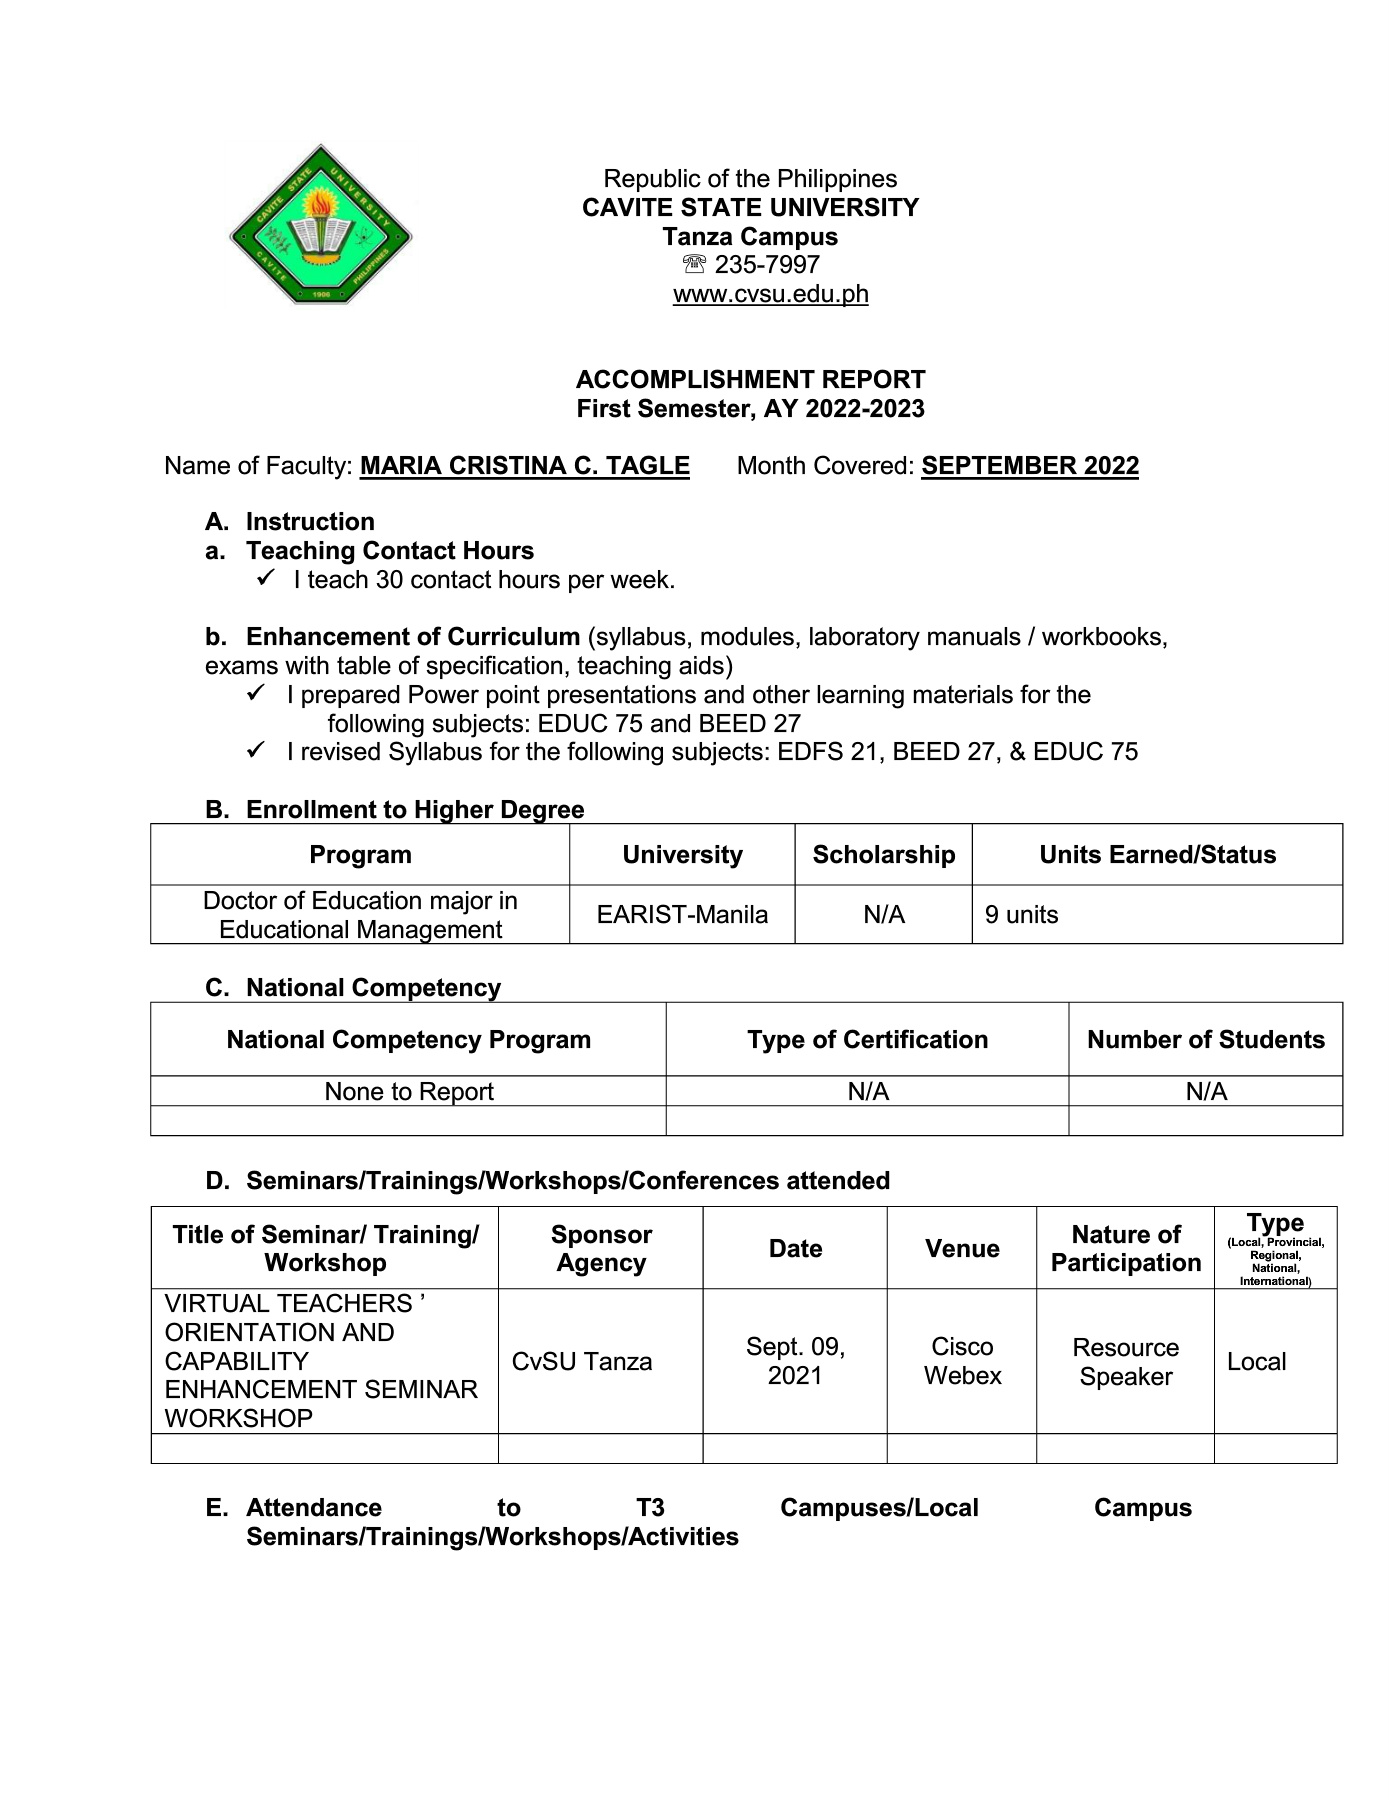 CAVITE STATE UNIVERSITY
CAVITE PHILIPPINES
1906
Republic of the Philippines
CAVITE STATE UNIVERSITY
Tanza Campus
☏ 235-7997
www.cvsu.edu.ph
ACCOMPLISHMENT REPORT
First Semester, AY 2022-2023
Name of Faculty: MARIA CRISTINA C. TAGLE Month Covered: SEPTEMBER 2022
A. Instruction
a. Teaching Contact Hours
✓ I teach 30 contact hours per week.
b. Enhancement of Curriculum (syllabus, modules, laboratory manuals / workbooks,
exams with table of specification, teaching aids)
✓ I prepared Power point presentations and other learning materials for the
following subjects: EDUC 75 and BEED 27
✓ I revised Syllabus for the following subjects: EDFS 21, BEED 27, & EDUC 75
B. Enrollment to Higher Degree
Program University Scholarship Units Earned/Status
Doctor of Education major in
Educational Management EARIST-Manila N/A 9 units
C. National Competency
National Competency Program Type of Certification Number of Students
None to Report N/A N/A
D. Seminars/Trainings/Workshops/Conferences attended
Title of Seminar/ Training/
Workshop
Sponsor
Agency
Date
Venue
Nature of
Participation
Type
(Local, Provincial,
Regional,
National,
International)
VIRTUAL TEACHERS ’
ORIENTATION AND
CAPABILITY
ENHANCEMENT SEMINAR
WORKSHOP
CvSU Tanza
Sept. 09,
2021
Cisco
Webex
Resource
Speaker
Local
E. Attendance to T3 Campuses/Local Campus
Seminars/Trainings/Workshops/Activities